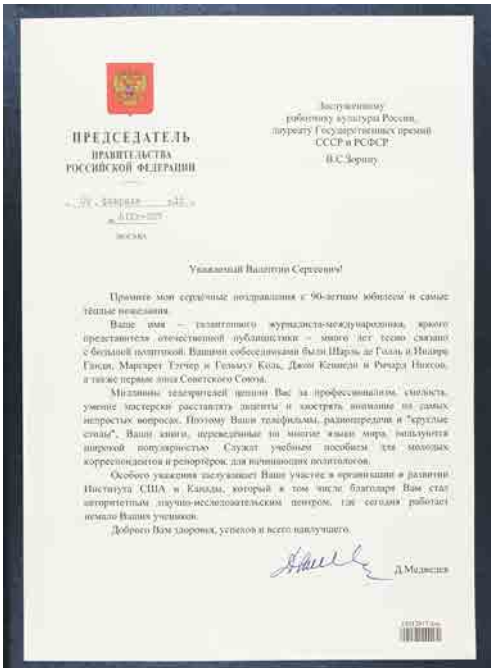 ПРЕДСЕДАТЕЛЬ
ПРАВИТЕЛЬСТВА
РОССИЙСКОЙ ФЕДЕРАЦИИ
февраля
МОСКВА
Заслуженному
работнику культуры России,
лауреату Государственных премий
СССР и РСФСР
В.С.Зорину
Уважаемый Валентин Сергеевич!
Примите мои сердечные поздравления с 90-летним юбилеем и самые
тёплые пожелания.
Ваше имя – талантливого журналиста-международника, яркого
представителя отечественной публицистики – много лет тесно связано
с большой политикой. Вашими собеседниками были Шарль де Голль и Индира
Ганди, Маргарет Тэтчер и Гельмут Коль, Джон Кеннеди и Ричард Никсон,
а также первые лица Советского Союза.
Миллионы телезрителей ценили Вас за профессионализм, смелость,
умение мастерски расставлять акценты и заострять внимание на самых
непростых вопросах. Поэтому Ваши телефильмы, радиопередачи и "круглые
столы", Ваши книги, переведённые на многие языки мира, пользуются
широкой популярностью. Служат учебным пособием для молодых
корреспондентов и репортёров, для начинающих политологов.
Особого уважения заслуживает Ваше участие в организации и развитии
Института США и Канады, который в том числе благодаря Вам стал
авторитетным научно-исследовательским центром, где сегодня работает
немало Ваших учеников.
Доброго Вам здоровья, успехов и всего наилучшего.
Д.Медведев